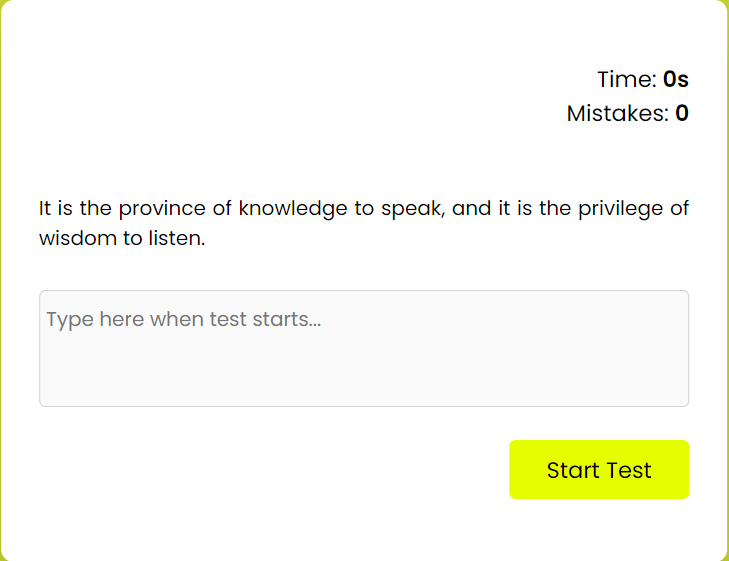 Time: 0s
Mistakes: 0
It is the province of knowledge to speak, and it is the privilege of
wisdom to listen.
Type here when test starts...
Start Test